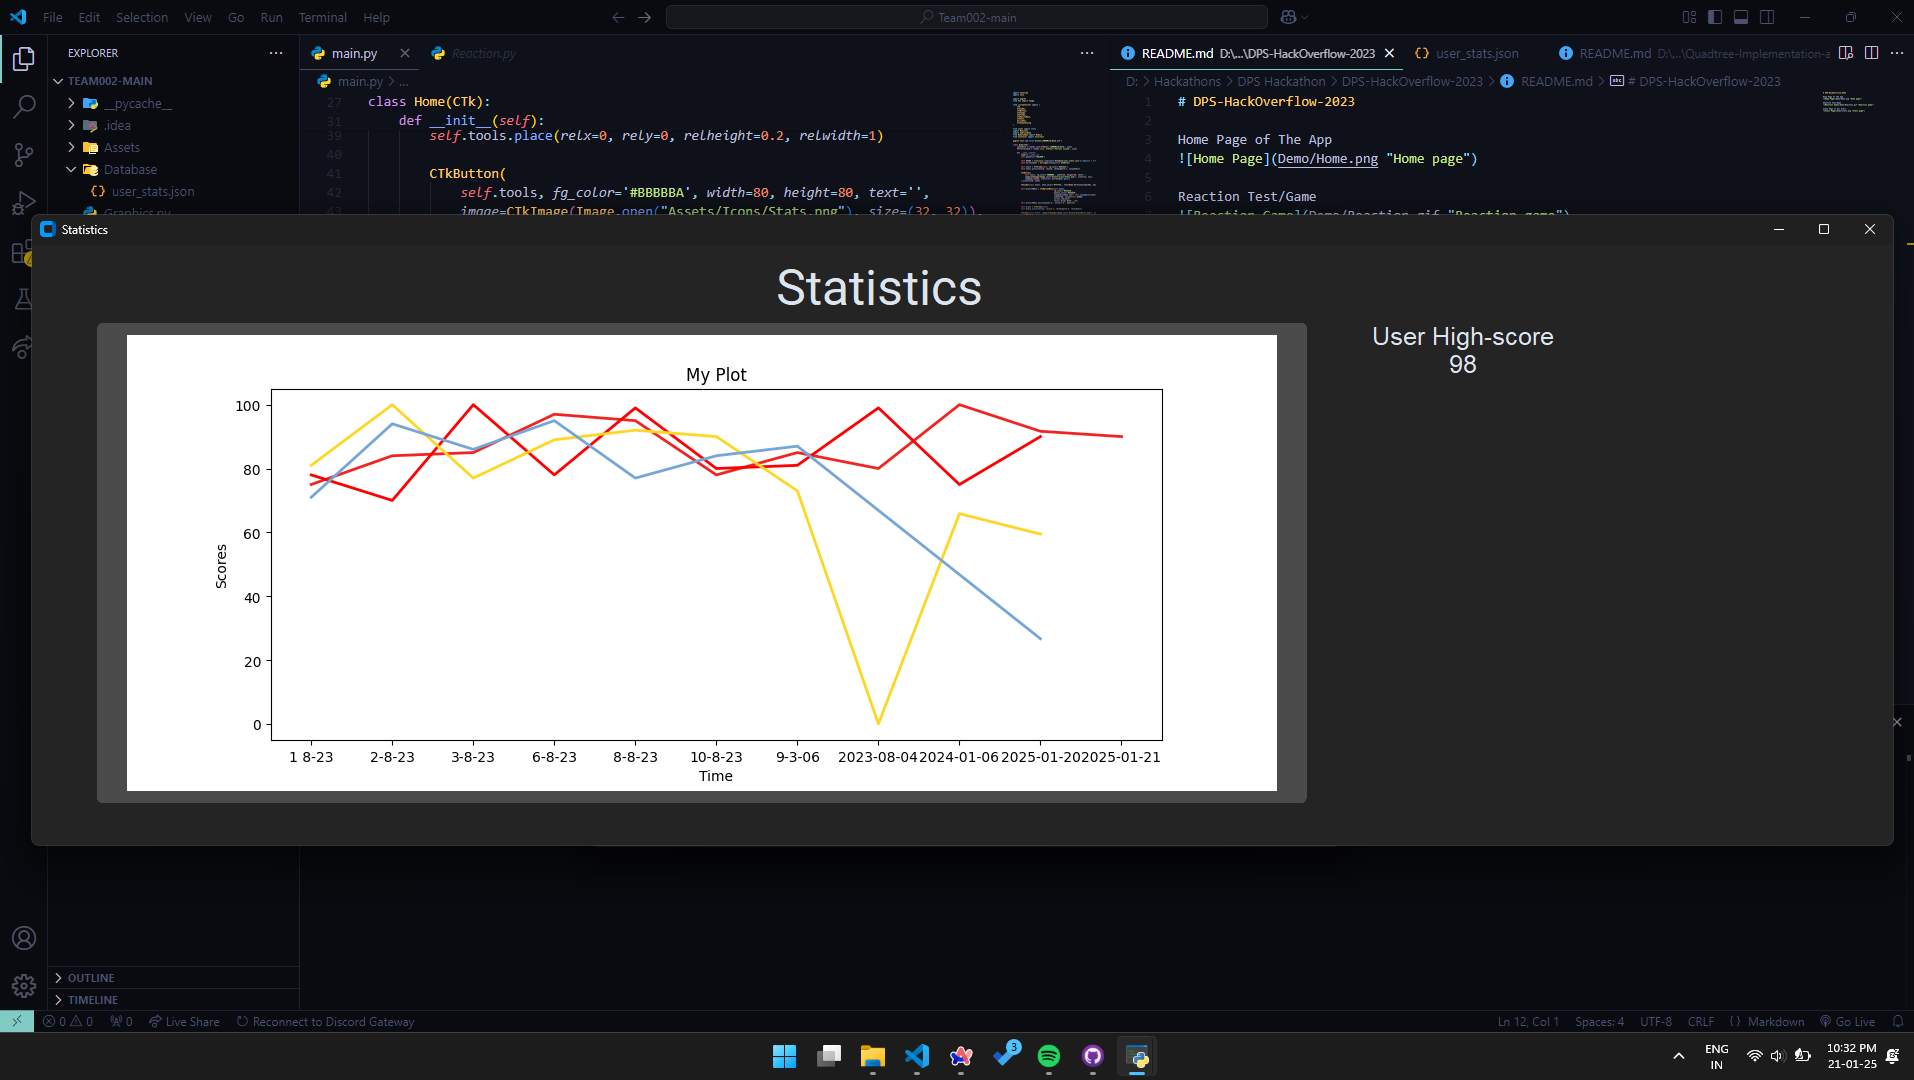 File Edit Selection View Go Run Terminal Help
Team002-main
EXPLORER
TEAM002-MAIN
__pycache__
.idea
Assets
Database
user_stats.json
Graphics.py
main.py
Reaction.py
main.py > ...
27 class Home(CTk):
31 def __init__(self):
39 self.tools.place(relx=0, rely=0, relheight=0.2, relwidth=1)
40
41 CTkButton(
42 self.tools, fg_color='#BBBBBA', width=80, height=80, text='',
43 image=CTkImage(Image.open("Assets/Icons/Stats.png"), size=(32, 32)),
README.md D:\...\DPS-HackOverflow-2023
user_stats.json
README.md D:\...\Quadtree-Implementation-a
D: > Hackathons > DPS Hackathon > DPS-HackOverflow-2023 > README.md > # DPS-HackOverflow-2023
1 # DPS-HackOverflow-2023
2
3 Home Page of The App
4 ![Home Page](Demo/Home.png "Home page")
5
6 Reaction Test/Game
7 ![Reaction Game](Demo/Reaction.gif "Reaction game")
Statistics
Statistics
User High-score
98
My Plot
100
80
60
40
20
0
Scores
1 8-23
2-8-23
3-8-23
6-8-23
8-8-23
10-8-23
9-3-06
2023-08-04
2024-01-06
2025-01-20
2025-01-21
Time
OUTLINE
TIMELINE
0 0 0 Live Share Reconnect to Discord Gateway
Ln 12, Col 1 Spaces: 4 UTF-8 CRLF Markdown Go Live
3
ENG
IN
10:32 PM
21-01-25